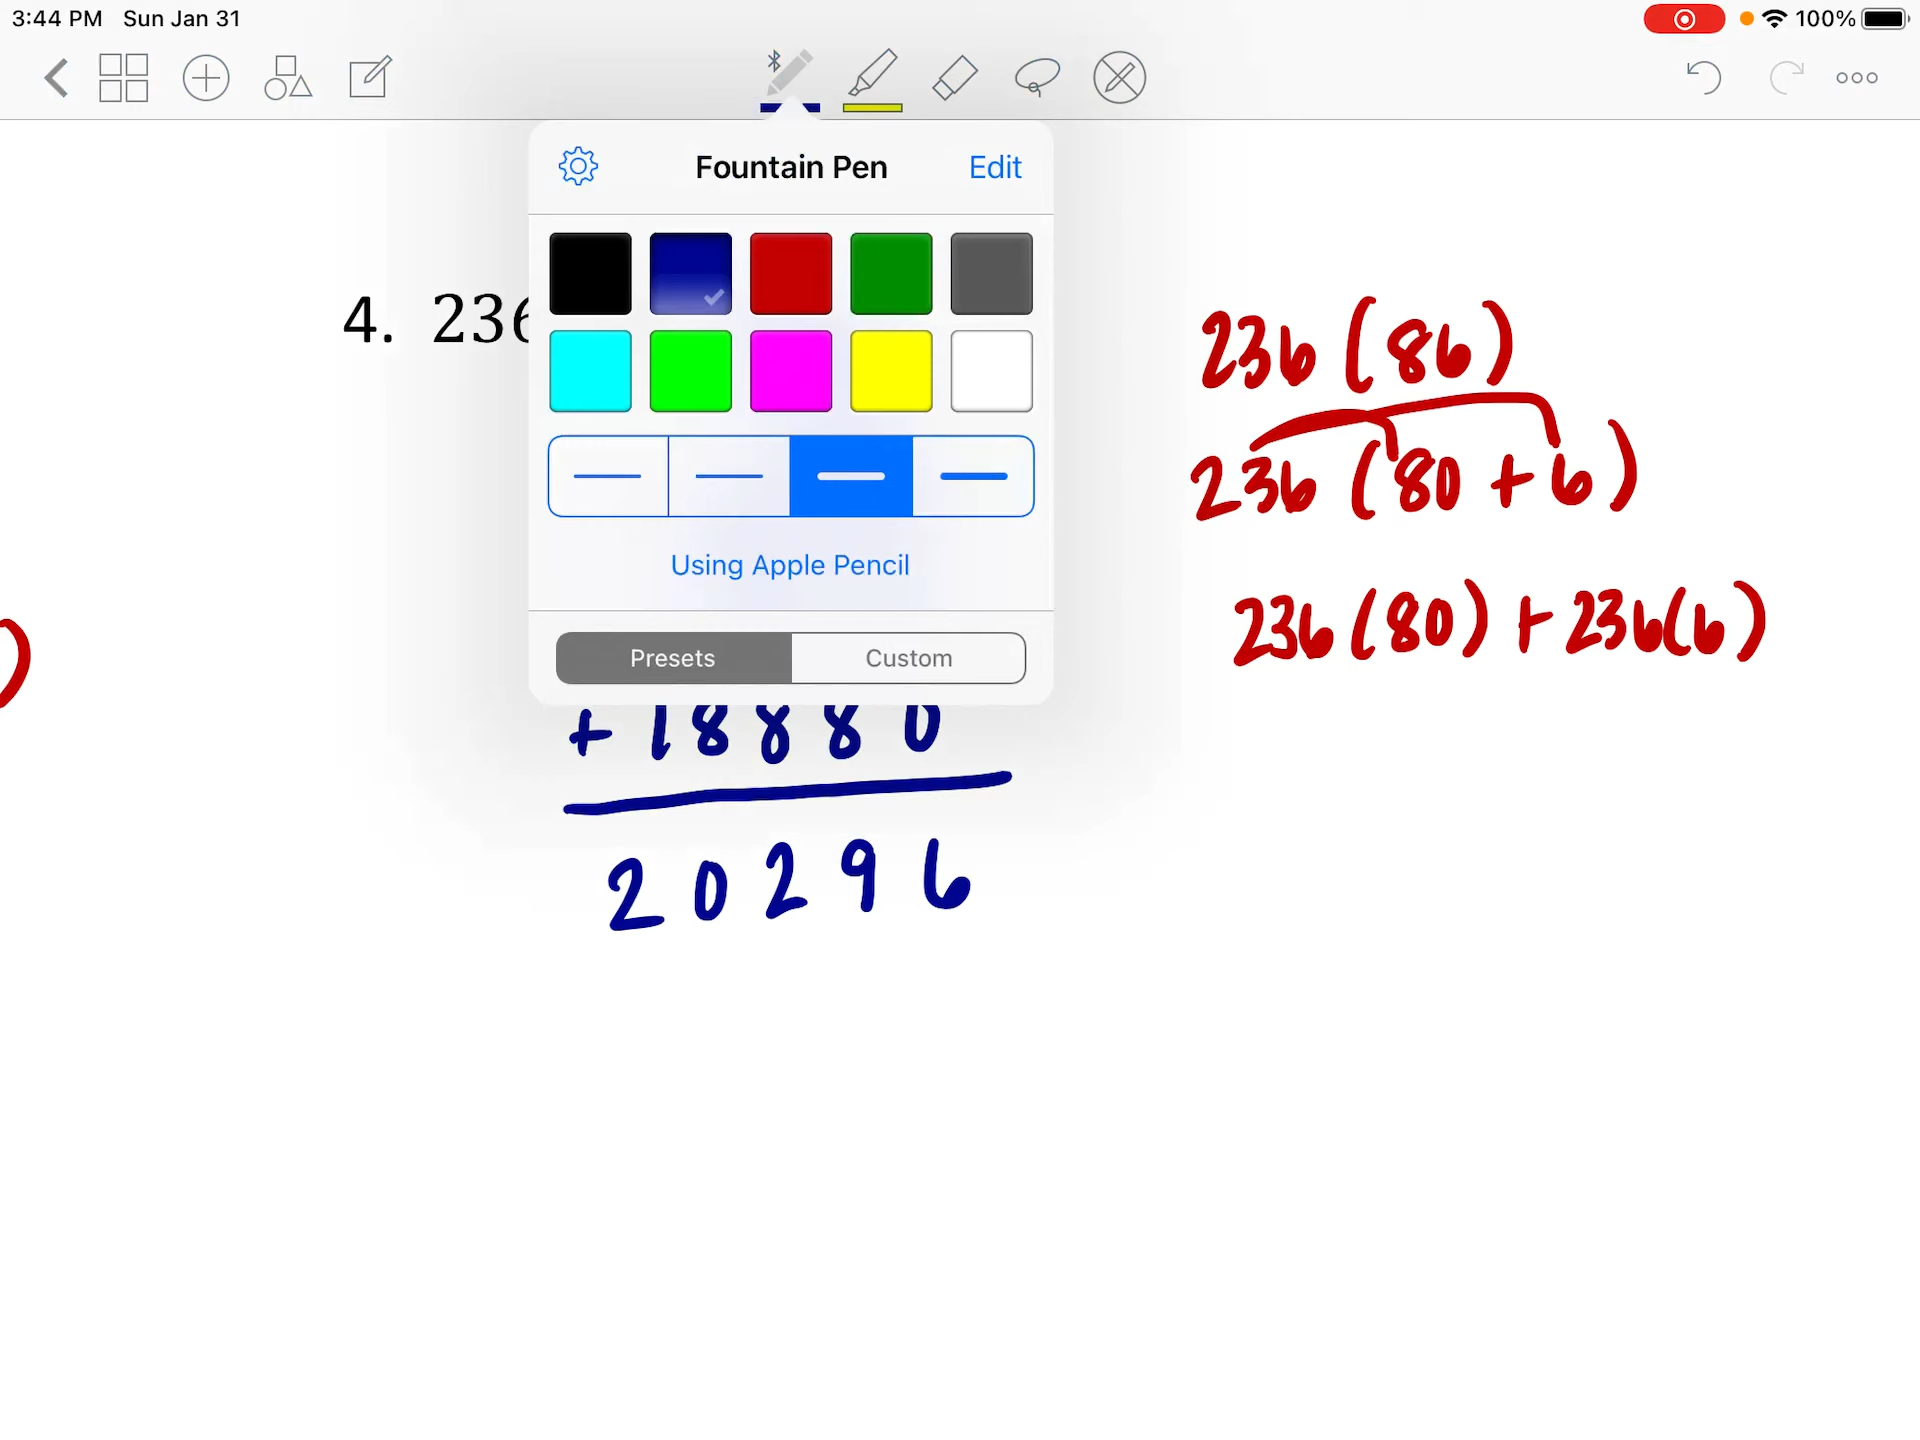 3:44 PM Sun Jan 31 100%
Fountain Pen Edit
4. 236
Using Apple Pencil
Presets Custom
+ 18880
20296
236 (86)
236 (80 + 6)
236 (80) + 236(6)
)